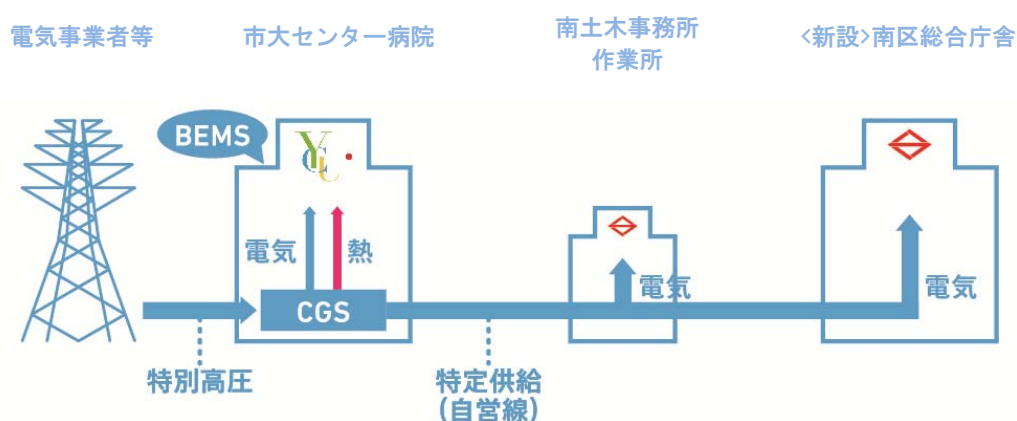 電気事業者等
市大センター病院
南土木事務所
作業所
<新設>南区総合庁舎
BEMS
YCU
電気
熱
CGS
電気
電気
特別高圧
特定供給
(自営線)